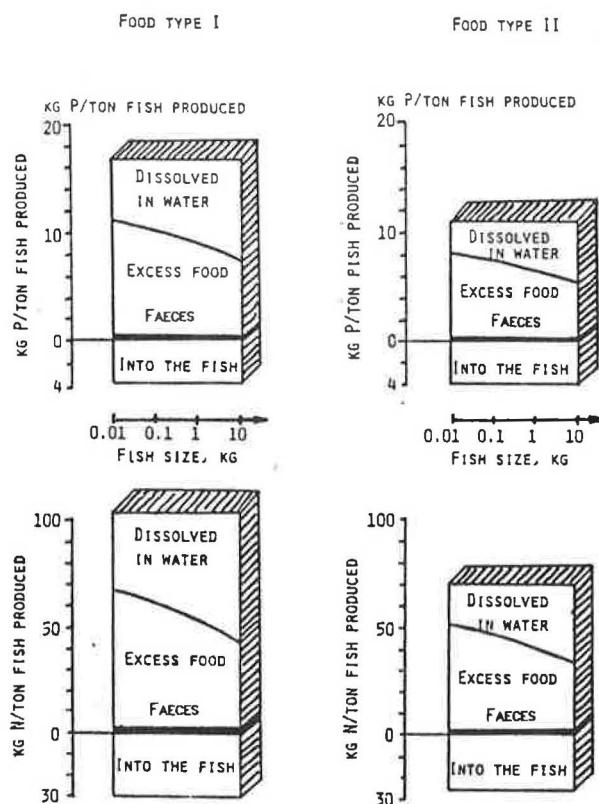 FOOD TYPE I
FOOD TYPE II
KG P/TON FISH PRODUCED
KG P/TON FISH PRODUCED
KG P/TON FISH PRODUCED
20
10
0
4
DISSOLVED
IN WATER
EXCESS FOOD
FAECES
INTO THE FISH
0.01 0.1 1 10
FISH SIZE, KG
KG P/TON PISH PRODUCED
20
10
0
4
DISSOLVED
IN WATER
EXCESS FOOD
FAECES
INTO THE FISH
0.01 0.1 1 10
FISH SIZE, KG
KG N/TON FISH PRODUCED
100
50
0
30
DISSOLVED
IN WATER
EXCESS FOOD
FAECES
INTO THE FISH
KG N/TON FISH PRODUCED
100
50
0
30
DISSOLVED
IN WATER
EXCESS FOOD
FAECES
INTO THE FISH